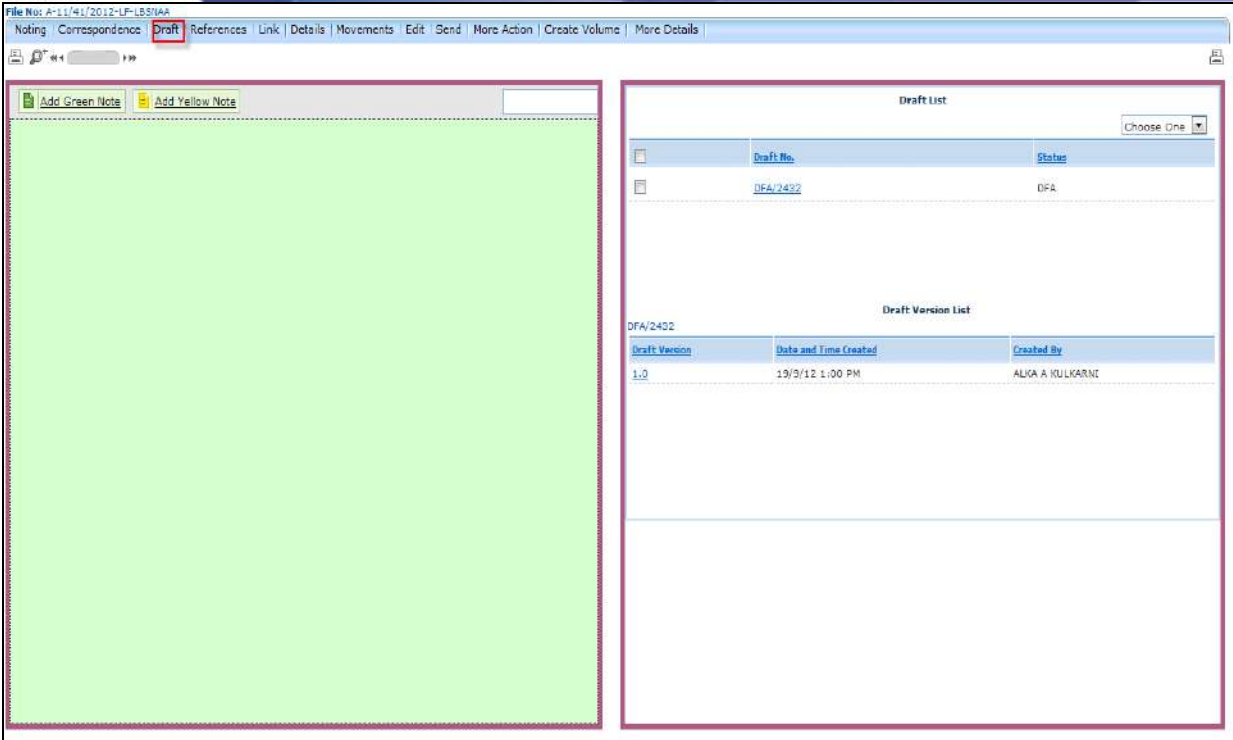 File No: A-11/41/2012-LF-LBSNAA
Noting Correspondence Draft References Link Details Movements Edit Send More Action Create Volume More Details
Add Green Note Add Yellow Note
Draft List
Choose One
Draft No. Status
DFA/2432 DFA
Draft Version List
DFA/2432
Draft Version Date and Time Created Created By
1.0 19/9/12 1:00 PM ALKA A KULKARNI